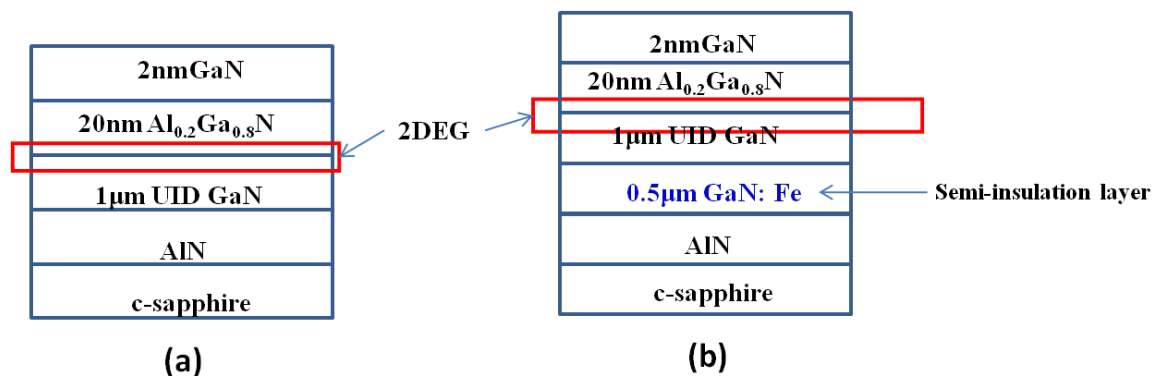 2nmGaN
20nm Al₀.₂Ga₀.₈N
1μm UID GaN
AlN
c-sapphire
(a)
2DEG
2nmGaN
20nm Al₀.₂Ga₀.₈N
1μm UID GaN
0.5μm GaN: Fe
AlN
c-sapphire
(b)
Semi-insulation layer